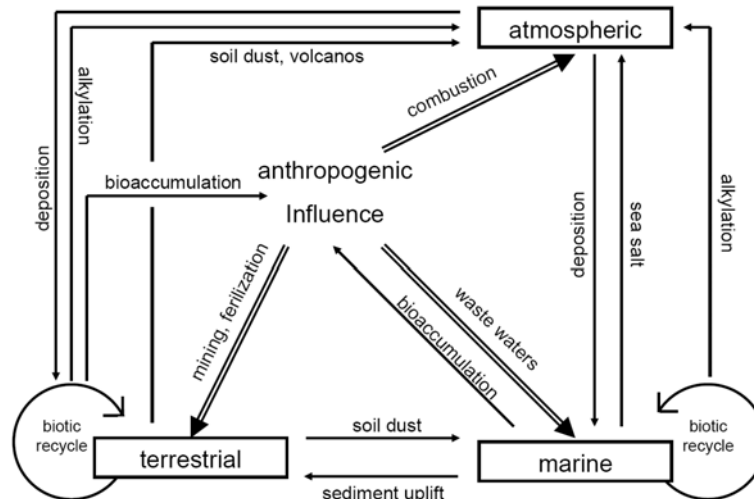 atmospheric
soil dust, volcanos
alkylation
deposition
combustion
anthropogenic
Influence
bioaccumulation
deposition
sea salt
alkylation
mining, ferilization
bioaccumulation
waste waters
biotic
recycle
terrestrial
soil dust
sediment uplift
marine
biotic
recycle